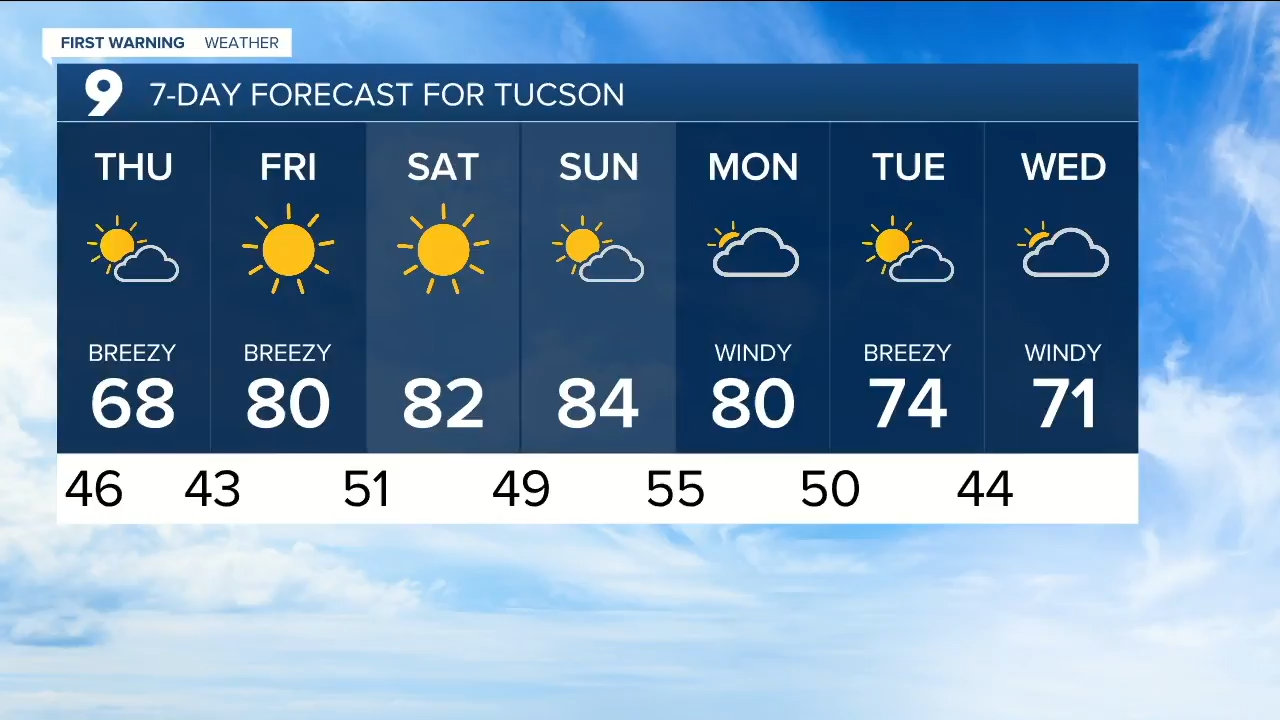 FIRST WARNING WEATHER
9 7-DAY FORECAST FOR TUCSON
THU FRI SAT SUN MON TUE WED
BREEZY BREEZY WINDY BREEZY WINDY
68 80 82 84 80 74 71
46 43 51 49 55 50 44